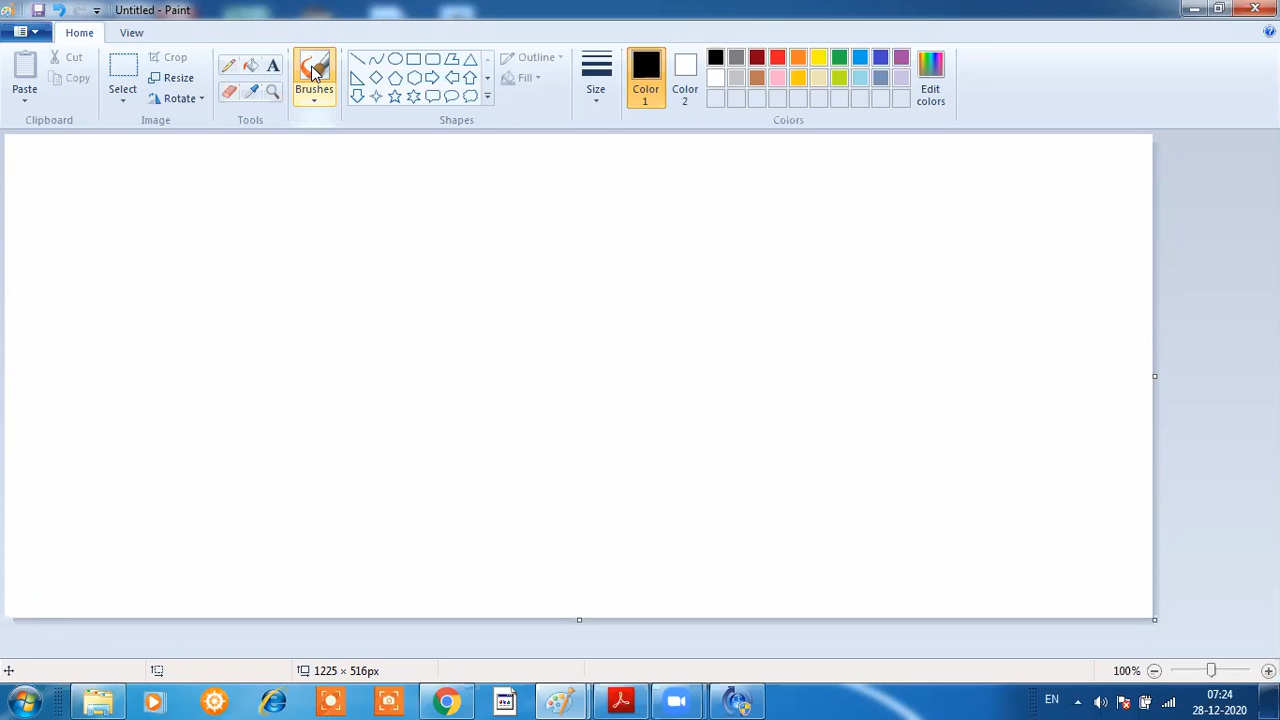 Untitled - Paint
Home View
Paste
Cut
Copy
Clipboard
Select
Crop
Resize
Rotate
Image
A
Tools
Brushes
Shapes
Outline
Fill
Size
Color
1
Color
2
Edit
colors
Colors
1225 × 516px
100%
EN
07:24
28-12-2020